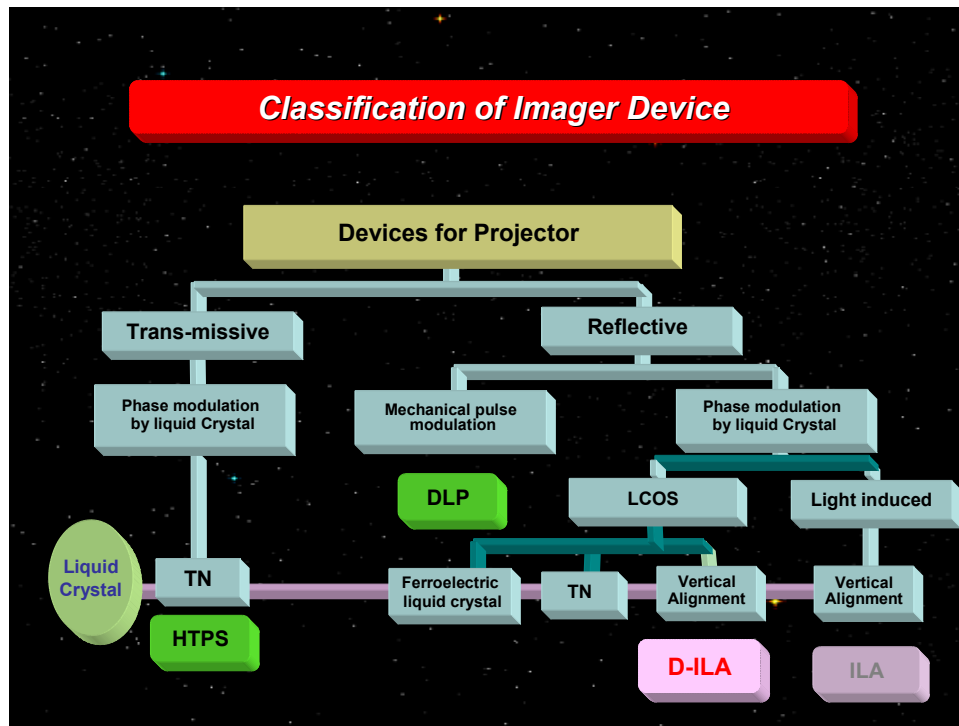 Classification of Imager Device
Devices for Projector
Trans-missive
Reflective
Phase modulation
by liquid Crystal
Mechanical pulse
modulation
Phase modulation
by liquid Crystal
DLP
LCOS
Light induced
Liquid
Crystal
TN
Ferroelectric
liquid crystal
TN
Vertical
Alignment
Vertical
Alignment
HTPS
D-ILA
ILA